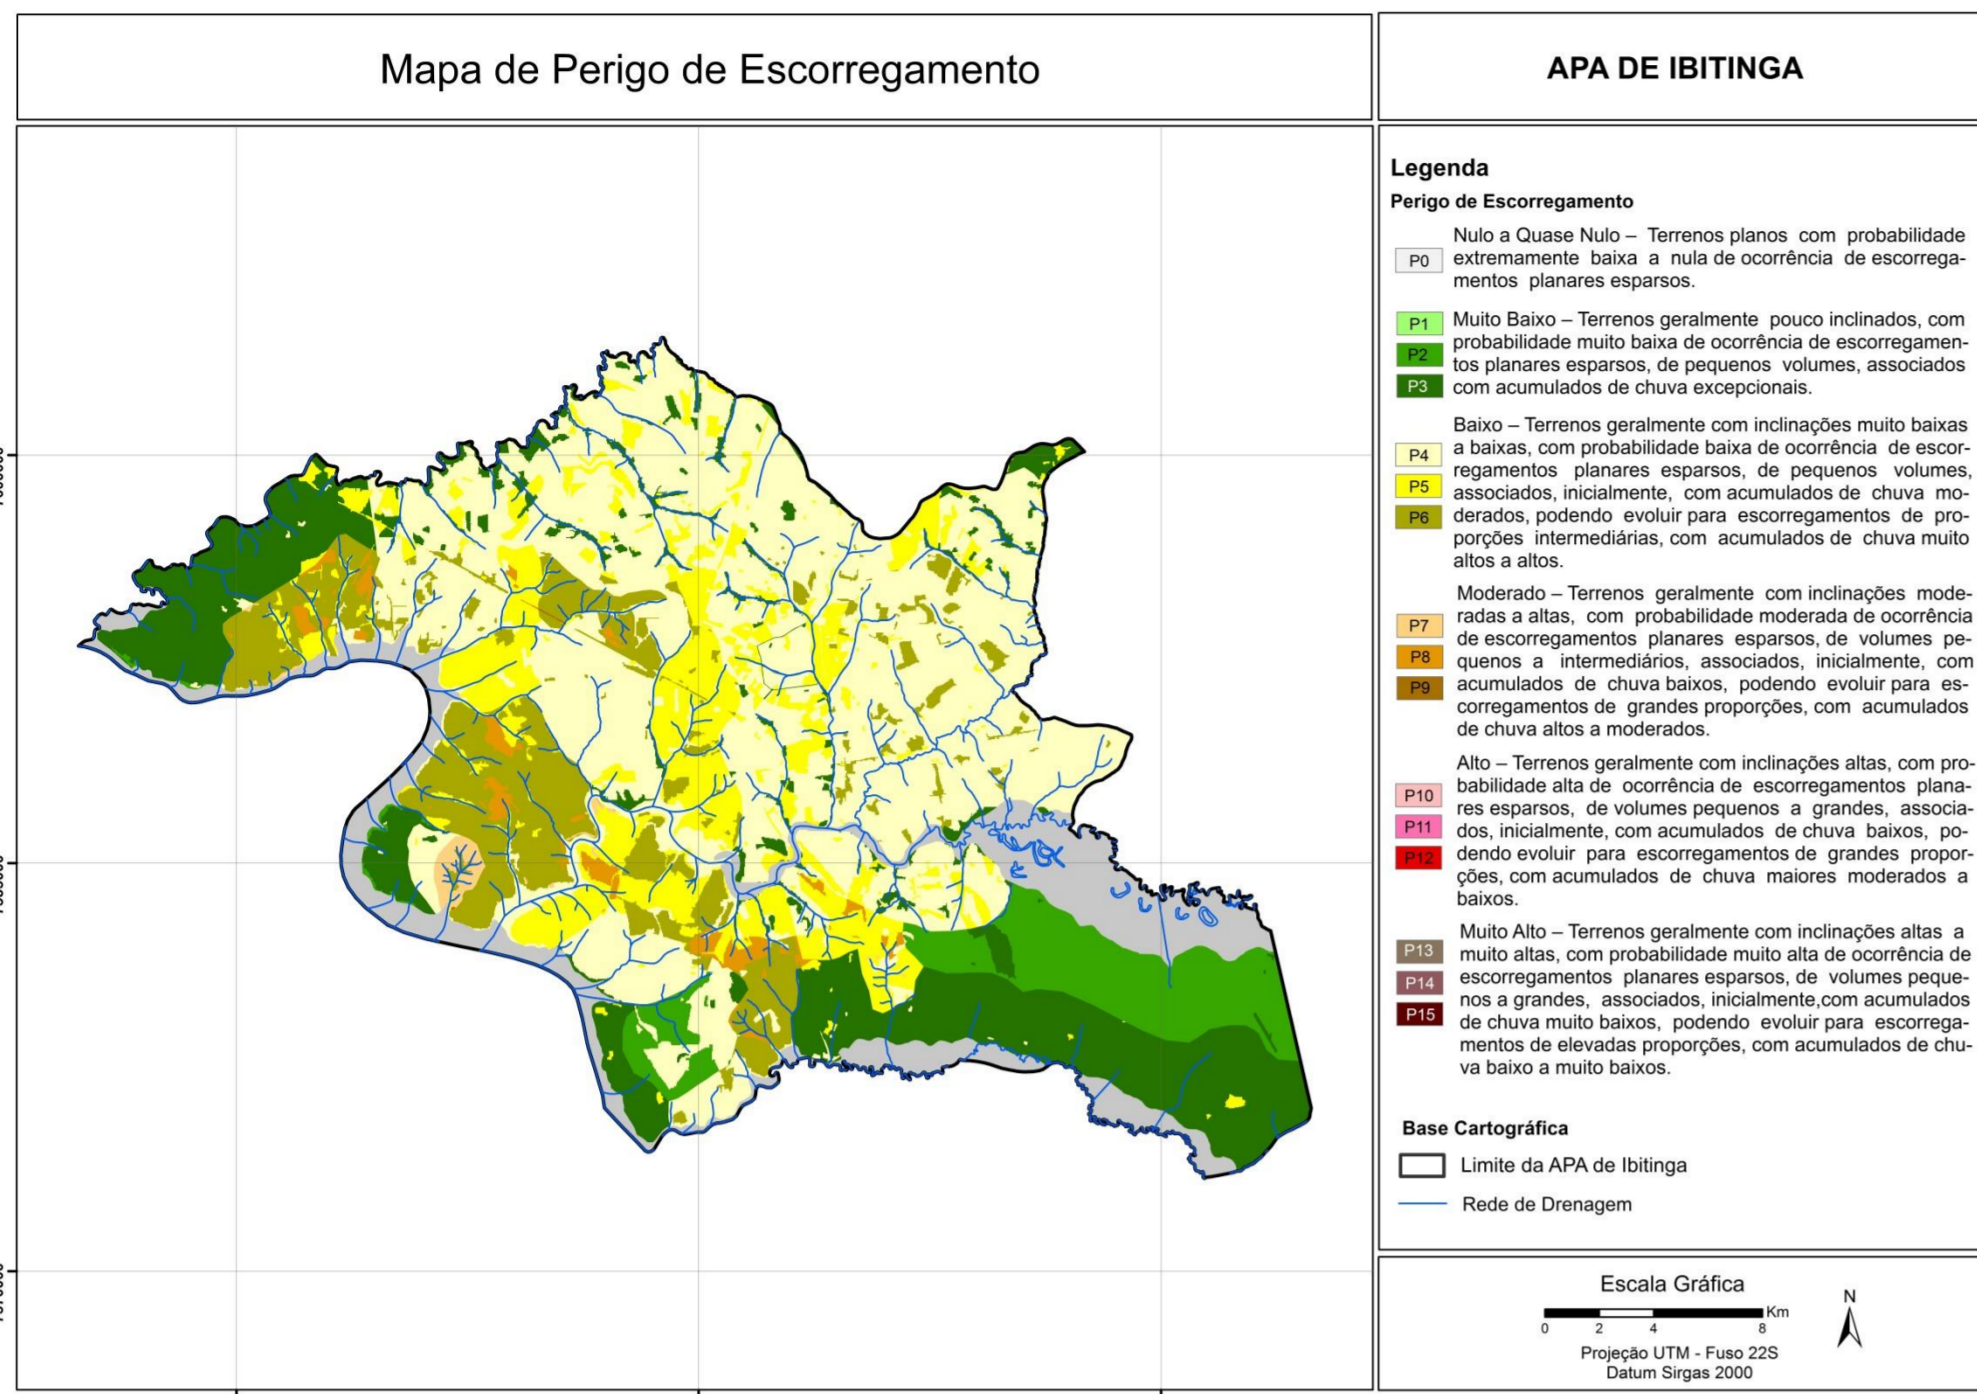 Mapa de Perigo de Escorregamento
APA DE IBITINGA
Legenda
Perigo de Escorregamento
P0
Nulo a Quase Nulo – Terrenos planos com probabilidade
extremamente baixa a nula de ocorrência de escorrega-
mentos planares esparsos.
P1
P2
P3
Muito Baixo – Terrenos geralmente pouco inclinados, com
probabilidade muito baixa de ocorrência de escorregamen-
tos planares esparsos, de pequenos volumes, associados
com acumulados de chuva excepcionais.
P4
P5
P6
Baixo – Terrenos geralmente com inclinações muito baixas
a baixas, com probabilidade baixa de ocorrência de escor-
regamentos planares esparsos, de pequenos volumes,
associados, inicialmente, com acumulados de chuva mo-
derados, podendo evoluir para escorregamentos de pro-
porções intermediárias, com acumulados de chuva muito
altos a altos.
P7
P8
P9
Moderado – Terrenos geralmente com inclinações mode-
radas a altas, com probabilidade moderada de ocorrência
de escorregamentos planares esparsos, de volumes pe-
quenos a intermediários, associados, inicialmente, com
acumulados de chuva baixos, podendo evoluir para es-
corregamentos de grandes proporções, com acumulados
de chuva altos a moderados.
P10
P11
P12
Alto – Terrenos geralmente com inclinações altas, com pro-
babilidade alta de ocorrência de escorregamentos plana-
res esparsos, de volumes pequenos a grandes, associa-
dos, inicialmente, com acumulados de chuva baixos, po-
dendo evoluir para escorregamentos de grandes propor-
ções, com acumulados de chuva maiores moderados a
baixos.
P13
P14
P15
Muito Alto – Terrenos geralmente com inclinações altas a
muito altas, com probabilidade muito alta de ocorrência de
escorregamentos planares esparsos, de volumes peque-
nos a grandes, associados, inicialmente,com acumulados
de chuva muito baixos, podendo evoluir para escorrega-
mentos de elevadas proporções, com acumulados de chu-
va baixo a muito baixos.
Base Cartográfica
Limite da APA de Ibitinga
Rede de Drenagem
Escala Gráfica
Km
0 2 4 8
N
Projeção UTM - Fuso 22S
Datum Sirgas 2000